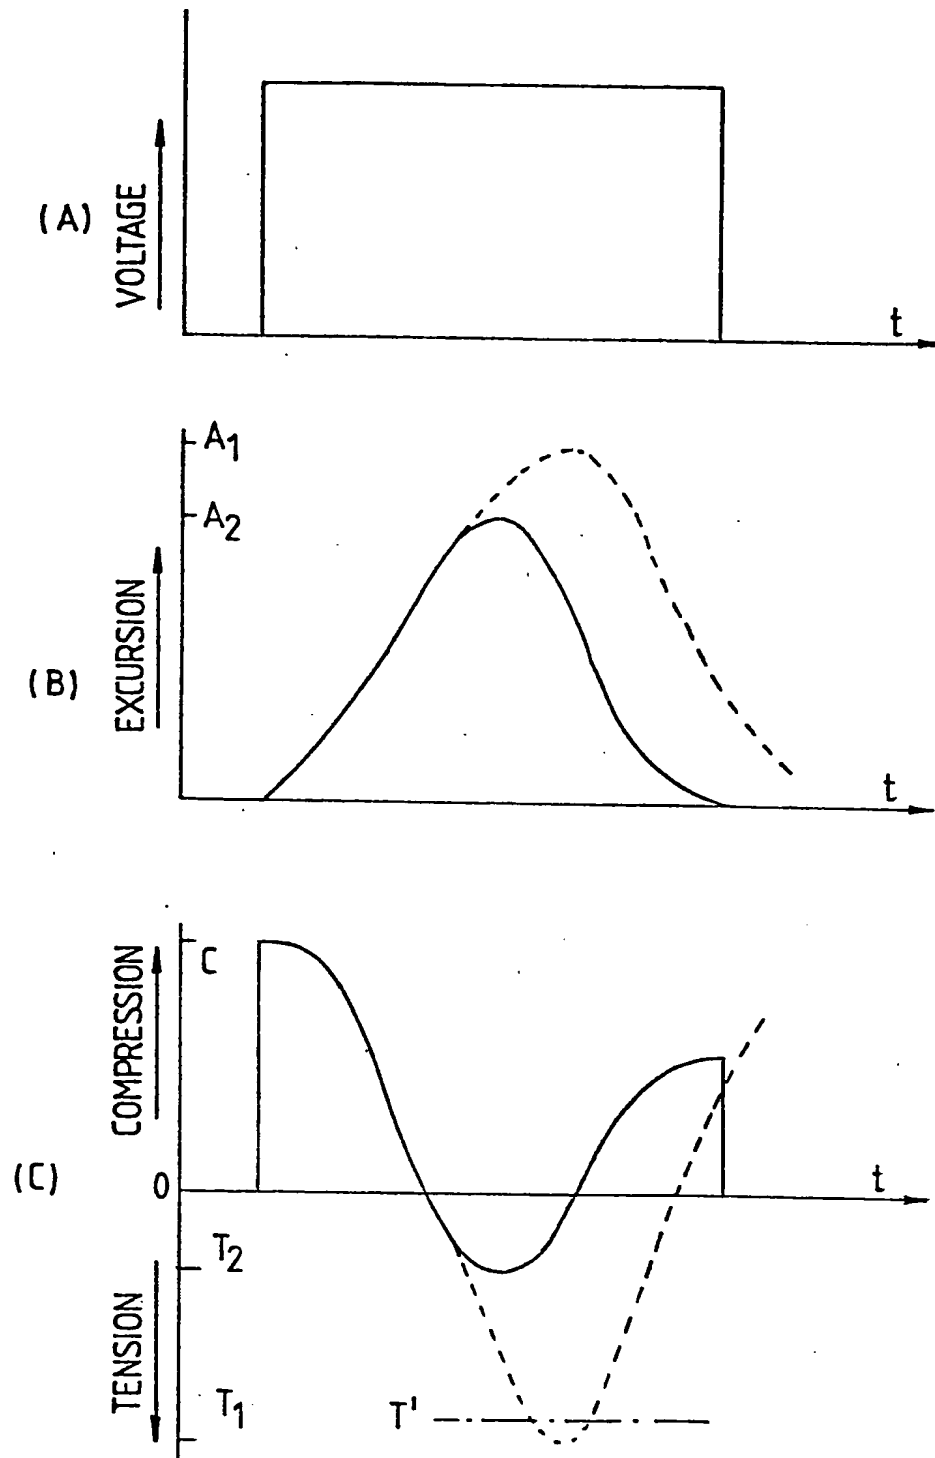 (A)
VOLTAGE
t
A1
A2
(B)
EXCURSION
t
C
COMPRESSION
(C)
0
t
T2
TENSION
T1
T'